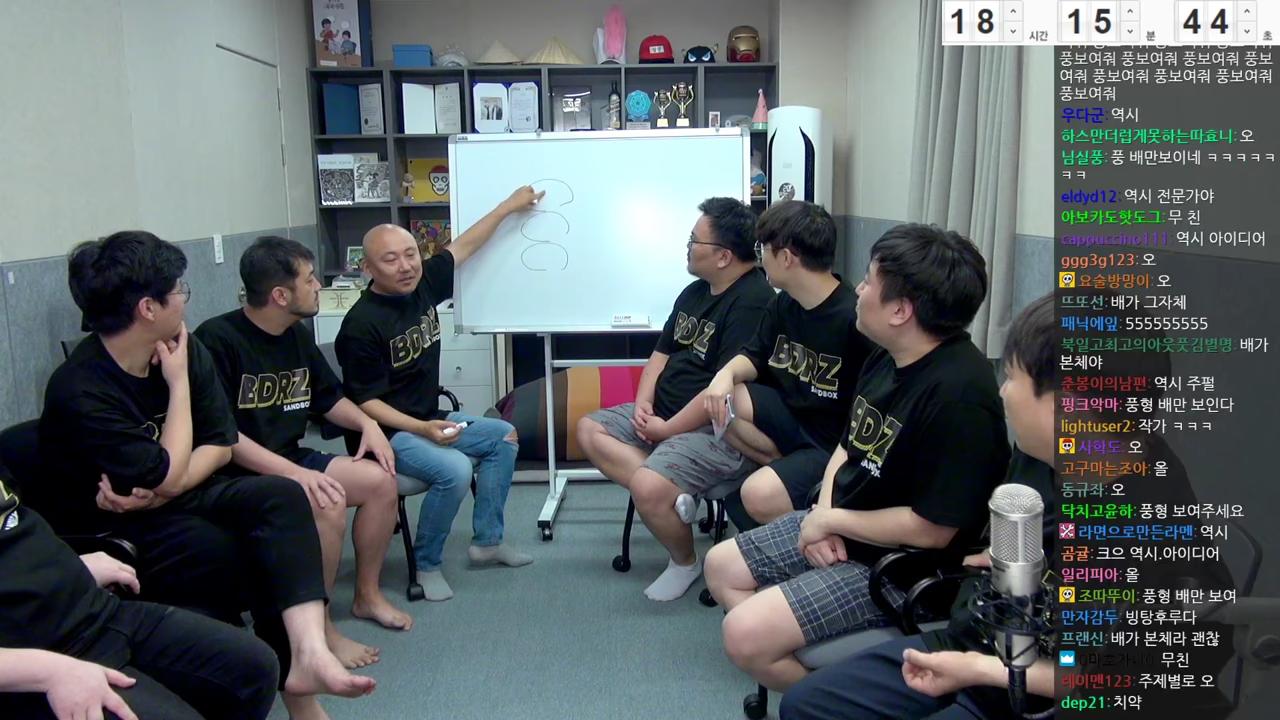 18 시간 15 분 44 초
풍보여줘 풍보여줘 풍보여줘 풍보
여줘 풍보여줘 풍보여줘 풍보여줘
풍보여줘
우다군: 역시
하스만더럽게못하는따효니: 오
님실풍: 풍 배만보이네 ㅋㅋㅋㅋㅋ
ㅋㅋ
eldyd12: 역시 전문가야
아보카도핫도그: 무 친
cappuccino111: 역시 아이디어
ggg3g123: 오
요술방망이: 오
뜨또선: 배가 그자체
패닉에잎: 555555555
북일고최고의아웃풋김별명: 배가
본체야
춘봉이의남편: 역시 주펄
핑크악마: 풍형 배만 보인다
lightuser2: 작가 ㅋㅋㅋ
사학도: 오
고구마는조아: 올
동규좌: 오
닥치고윤하: 풍형 보여주세요
라면으로만든라멘: 역시
곰귤: 크으 역시.아이디어
일리피아: 올
조따뚜이: 풍형 배만 보여
만자감두: 빙탕후루다
프랜신: 배가 본체라 괜찮
무친
레이맨123: 주제별로 오
dep21: 치약
BDRZ
SANDBOX
BDRZ
BDRZ
BDRZ
SANDBOX